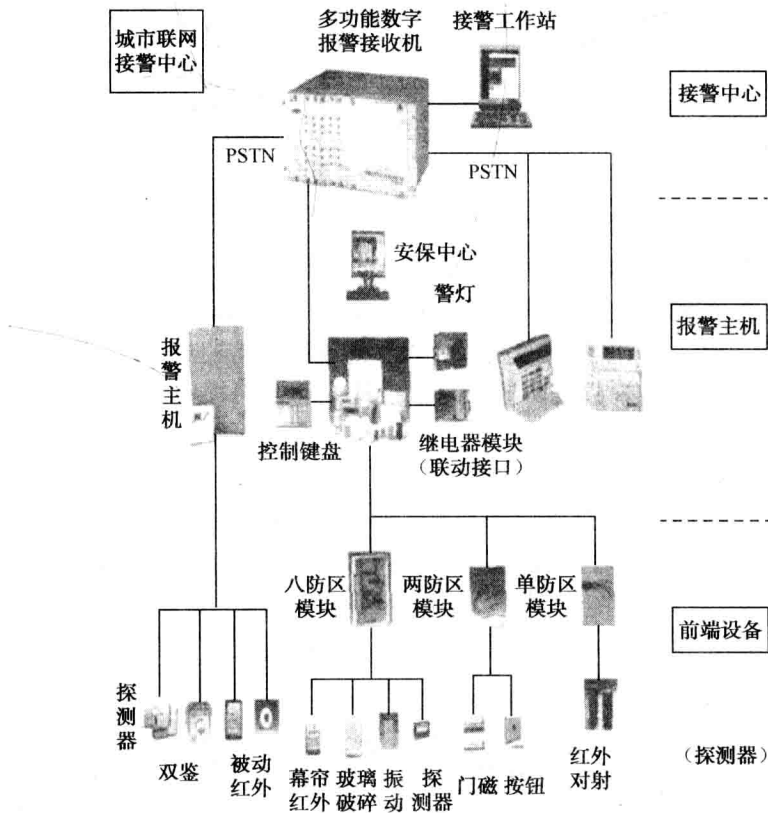 城市联网
接警中心
多功能数字
报警接收机
接警工作站
接警中心
PSTN
PSTN
安保中心
警灯
报警主机
报警主机
控制键盘
继电器模块
（联动接口）
八防区
模块
两防区
模块
单防区
模块
前端设备
探测器
双鉴
被动
红外
幕帘
红外
玻璃
破碎
振动
探测器
门磁
按钮
红外
对射
（探测器）